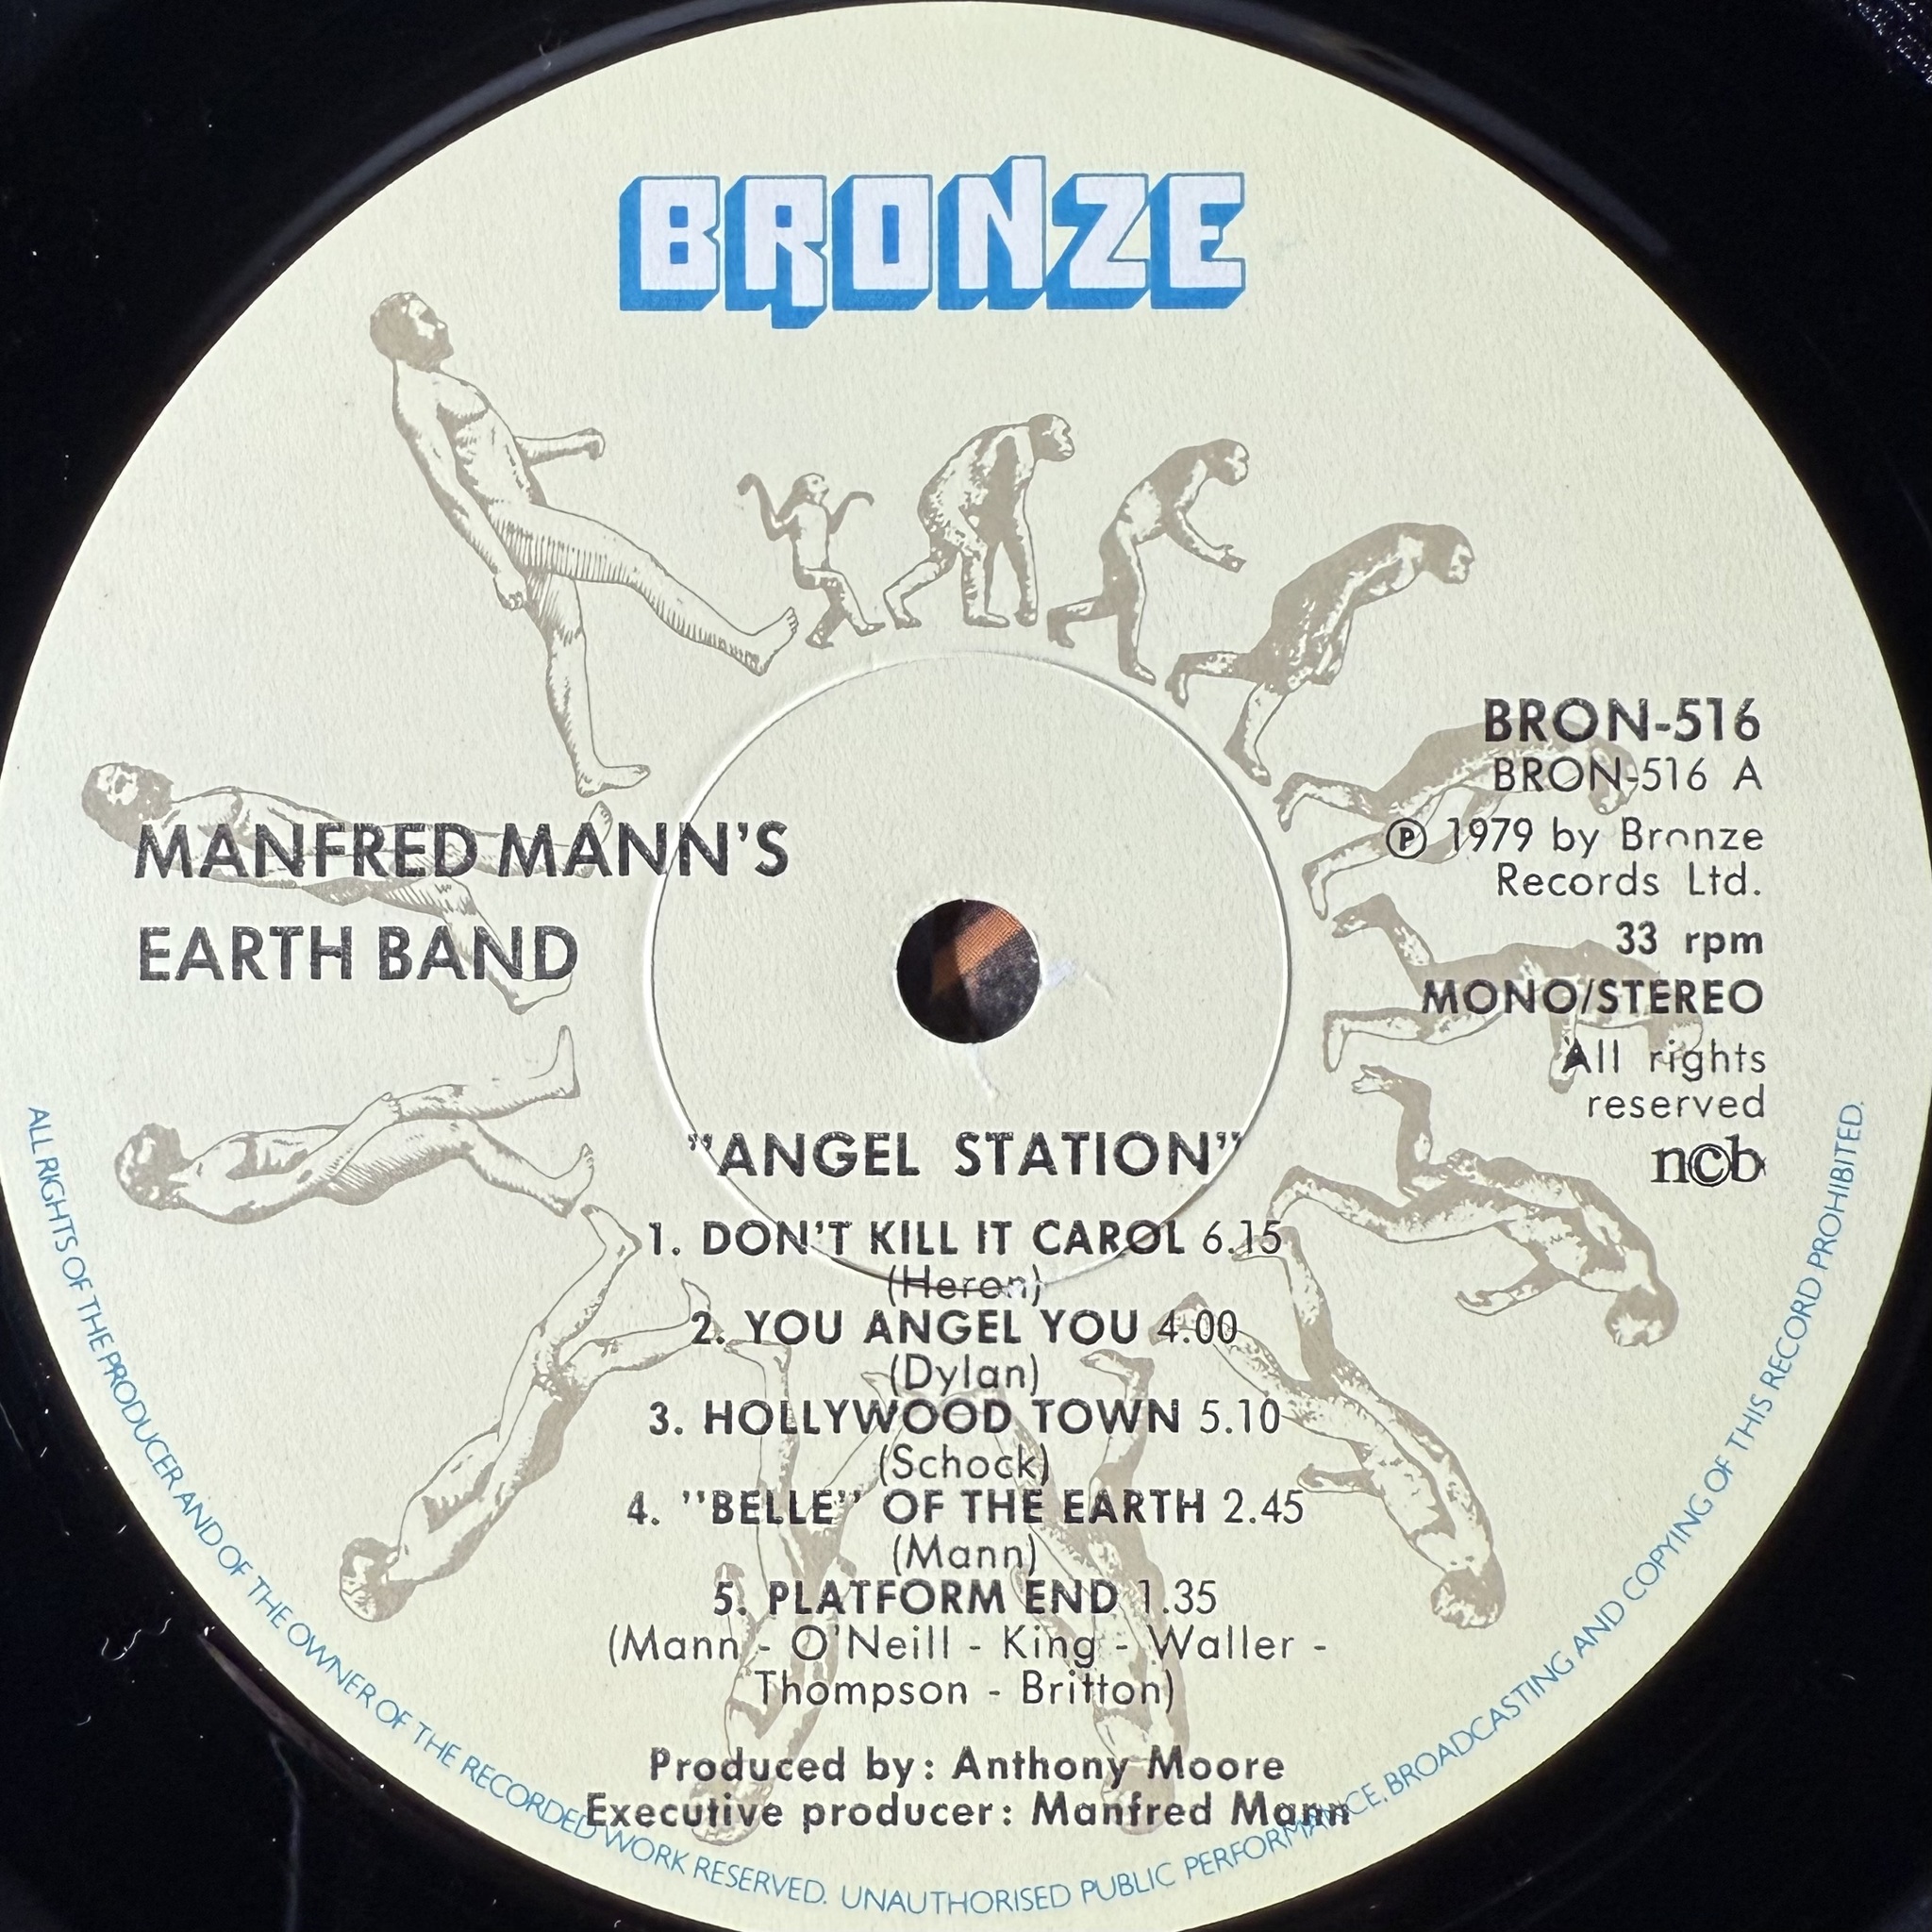 BRONZE
BRON-516
BRON-516 A
℗ 1979 by Bronze
Records Ltd.
33 rpm
MONO/STEREO
All rights
reserved
n©b
MANFRED MANN'S
EARTH BAND
"ANGEL STATION"
1. DON'T KILL IT CAROL 6.15
(Heron)
2. YOU ANGEL YOU 4.00
(Dylan)
3. HOLLYWOOD TOWN 5.10
(Schock)
4. "BELLE" OF THE EARTH 2.45
(Mann)
5. PLATFORM END 1.35
(Mann - O'Neill - King - Waller -
Thompson - Britton)
Produced by: Anthony Moore
Executive producer: Manfred Mann
ALL RIGHTS OF THE PRODUCER AND OF THE OWNER OF THE RECORDED WORK RESERVED. UNAUTHORISED PUBLIC PERFORMANCE, BROADCASTING AND COPYING OF THIS RECORD PROHIBITED.